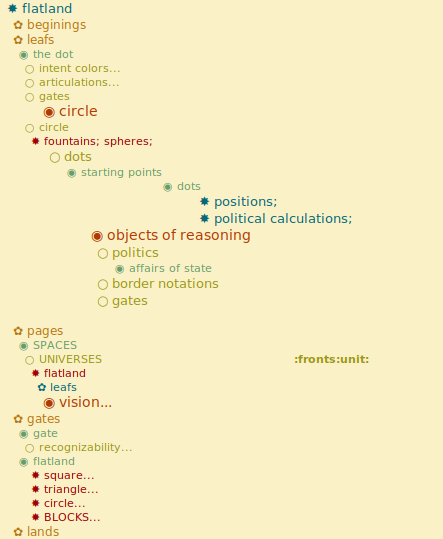 flatland
beginings
leafs
the dot
intent colors...
articulations...
gates
circle
circle
fountains; spheres;
dots
starting points
dots
positions;
political calculations;
objects of reasoning
politics
affairs of state
border notations
gates
pages
SPACES
UNIVERSES :fronts:unit:
flatland
leafs
vision...
gates
gate
recognizability...
flatland
square...
triangle...
circle...
BLOCKS...
lands